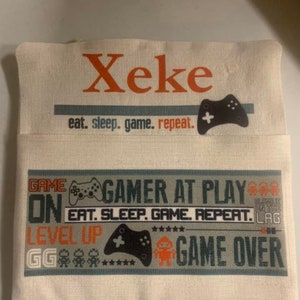 Xeke
eat. sleep. game. repeat.
GAME ON
GAMER AT PLAY
EAT. SLEEP. GAME. REPEAT.
LAG
LEVEL UP
GG
GAME OVER